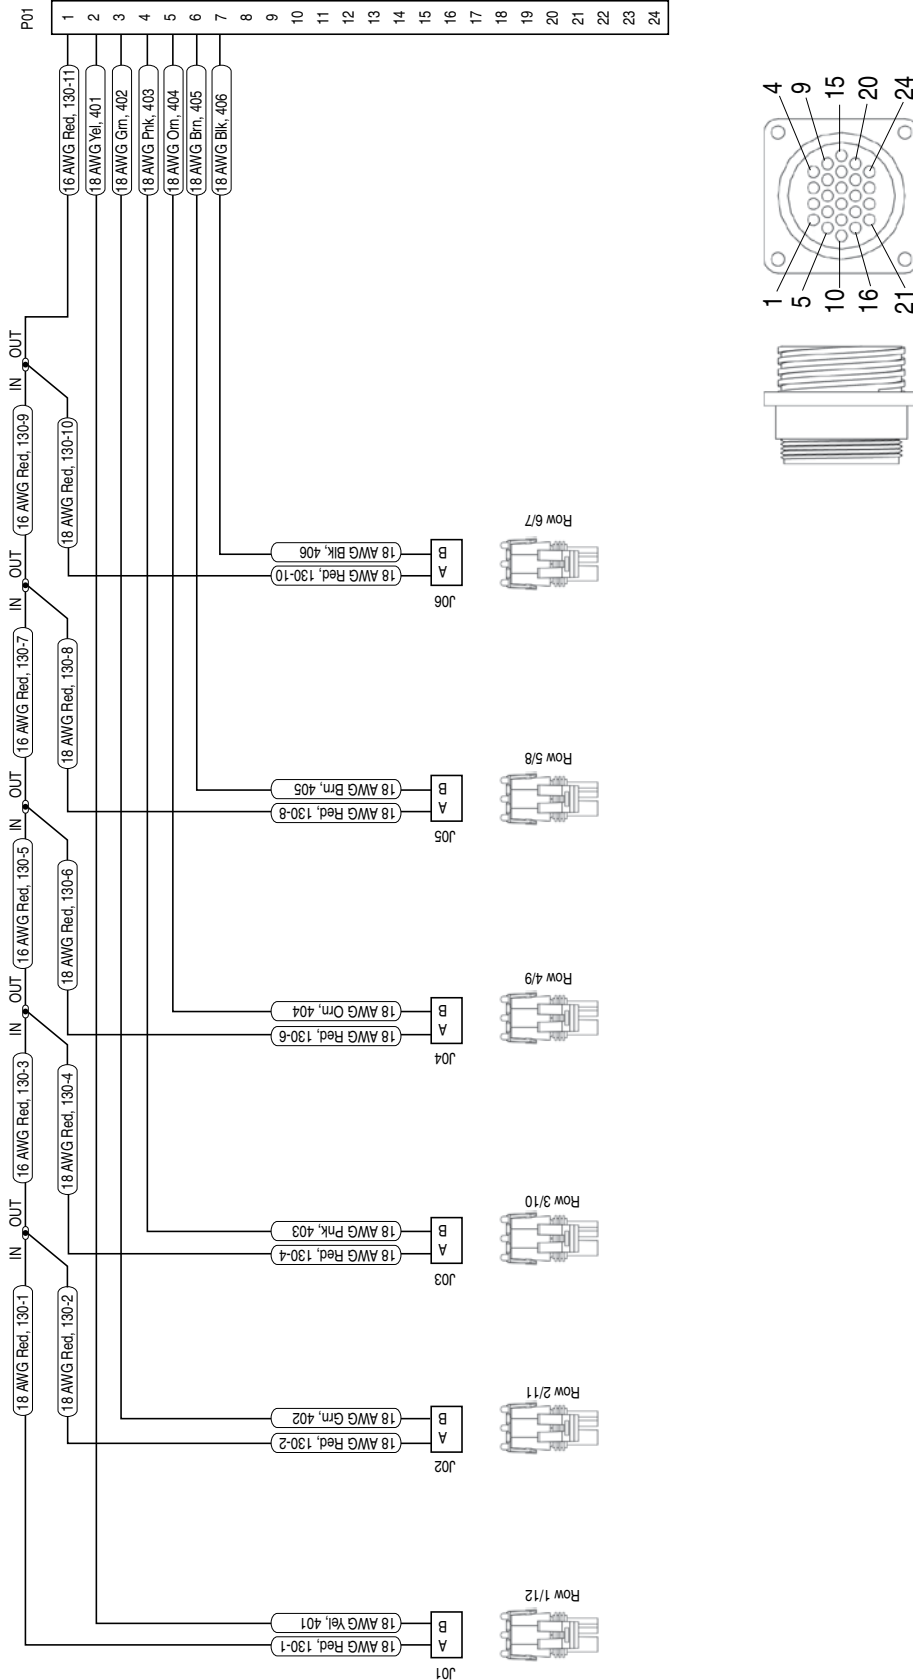 P01
1
2
3
4
5
6
7
8
9
10
11
12
13
14
15
16
17
18
19
20
21
22
23
24
16 AWG Red, 130-11
18 AWG Yel, 401
18 AWG Grn, 402
18 AWG Pnk, 403
18 AWG Orn, 404
18 AWG Brn, 405
18 AWG Blk, 406
IN OUT
16 AWG Red, 130-9
18 AWG Red, 130-10
IN OUT
16 AWG Red, 130-7
18 AWG Red, 130-8
IN OUT
16 AWG Red, 130-5
18 AWG Red, 130-6
IN OUT
16 AWG Red, 130-3
18 AWG Red, 130-4
IN OUT
18 AWG Red, 130-1
18 AWG Red, 130-2
18 AWG Blk, 406
18 AWG Red, 130-10
B
A
J06
Row 6/7
18 AWG Brn, 405
18 AWG Red, 130-8
B
A
J05
Row 5/8
18 AWG Orn, 404
18 AWG Red, 130-6
B
A
J04
Row 4/9
18 AWG Pnk, 403
18 AWG Red, 130-4
B
A
J03
Row 3/10
18 AWG Grn, 402
18 AWG Red, 130-2
B
A
J02
Row 2/11
18 AWG Yel, 401
18 AWG Red, 130-1
B
A
J01
Row 1/12
4
9
15
20
24
1
5
10
16
21